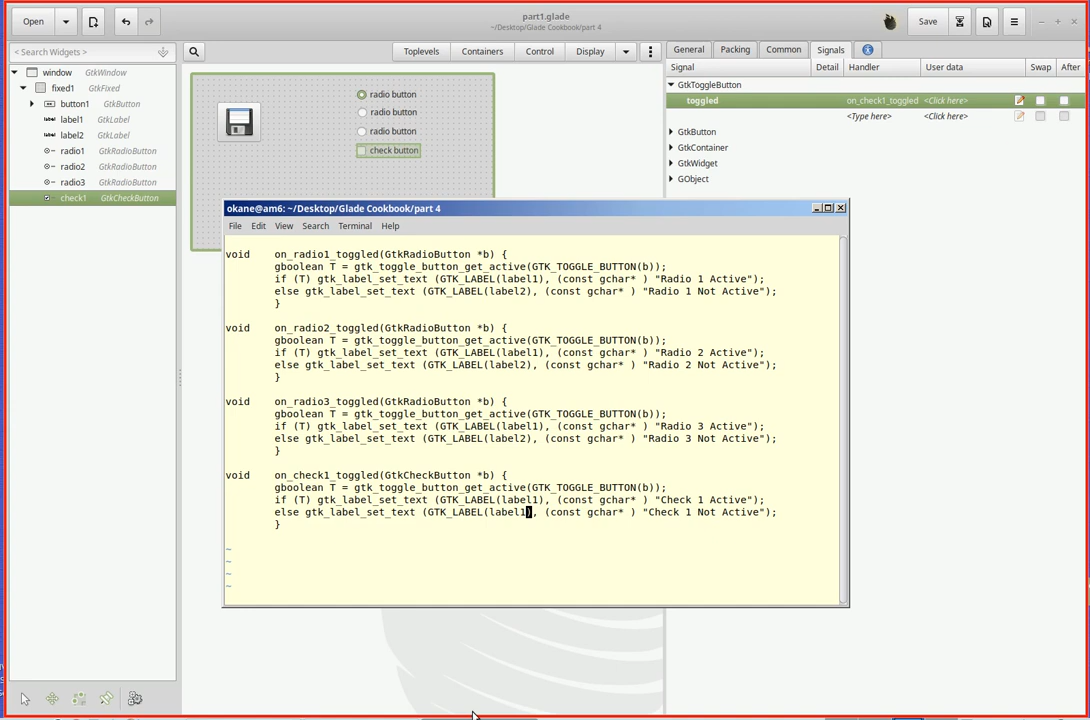 part1.glade
~/Desktop/Glade Cookbook/part 4
Open
Save
< Search Widgets >
Toplevels Containers Control Display
General Packing Common Signals
window GtkWindow
fixed1 GtkFixed
button1 GtkButton
label1 GtkLabel
label2 GtkLabel
radio1 GtkRadioButton
radio2 GtkRadioButton
radio3 GtkRadioButton
check1 GtkCheckButton
radio button
radio button
radio button
check button
Signal Detail Handler User data Swap After
GtkToggleButton
toggled on_check1_toggled <Click here>
<Type here> <Click here>
GtkButton
GtkContainer
GtkWidget
GObject
okane@am6: ~/Desktop/Glade Cookbook/part 4
File Edit View Search Terminal Help
void on_radio1_toggled(GtkRadioButton *b) {
gboolean T = gtk_toggle_button_get_active(GTK_TOGGLE_BUTTON(b));
if (T) gtk_label_set_text (GTK_LABEL(label1), (const gchar* ) "Radio 1 Active");
else gtk_label_set_text (GTK_LABEL(label2), (const gchar* ) "Radio 1 Not Active");
}
void on_radio2_toggled(GtkRadioButton *b) {
gboolean T = gtk_toggle_button_get_active(GTK_TOGGLE_BUTTON(b));
if (T) gtk_label_set_text (GTK_LABEL(label1), (const gchar* ) "Radio 2 Active");
else gtk_label_set_text (GTK_LABEL(label2), (const gchar* ) "Radio 2 Not Active");
}
void on_radio3_toggled(GtkRadioButton *b) {
gboolean T = gtk_toggle_button_get_active(GTK_TOGGLE_BUTTON(b));
if (T) gtk_label_set_text (GTK_LABEL(label1), (const gchar* ) "Radio 3 Active");
else gtk_label_set_text (GTK_LABEL(label2), (const gchar* ) "Radio 3 Not Active");
}
void on_check1_toggled(GtkCheckButton *b) {
gboolean T = gtk_toggle_button_get_active(GTK_TOGGLE_BUTTON(b));
if (T) gtk_label_set_text (GTK_LABEL(label1), (const gchar* ) "Check 1 Active");
else gtk_label_set_text (GTK_LABEL(label1), (const gchar* ) "Check 1 Not Active");
}
~
~
~
~